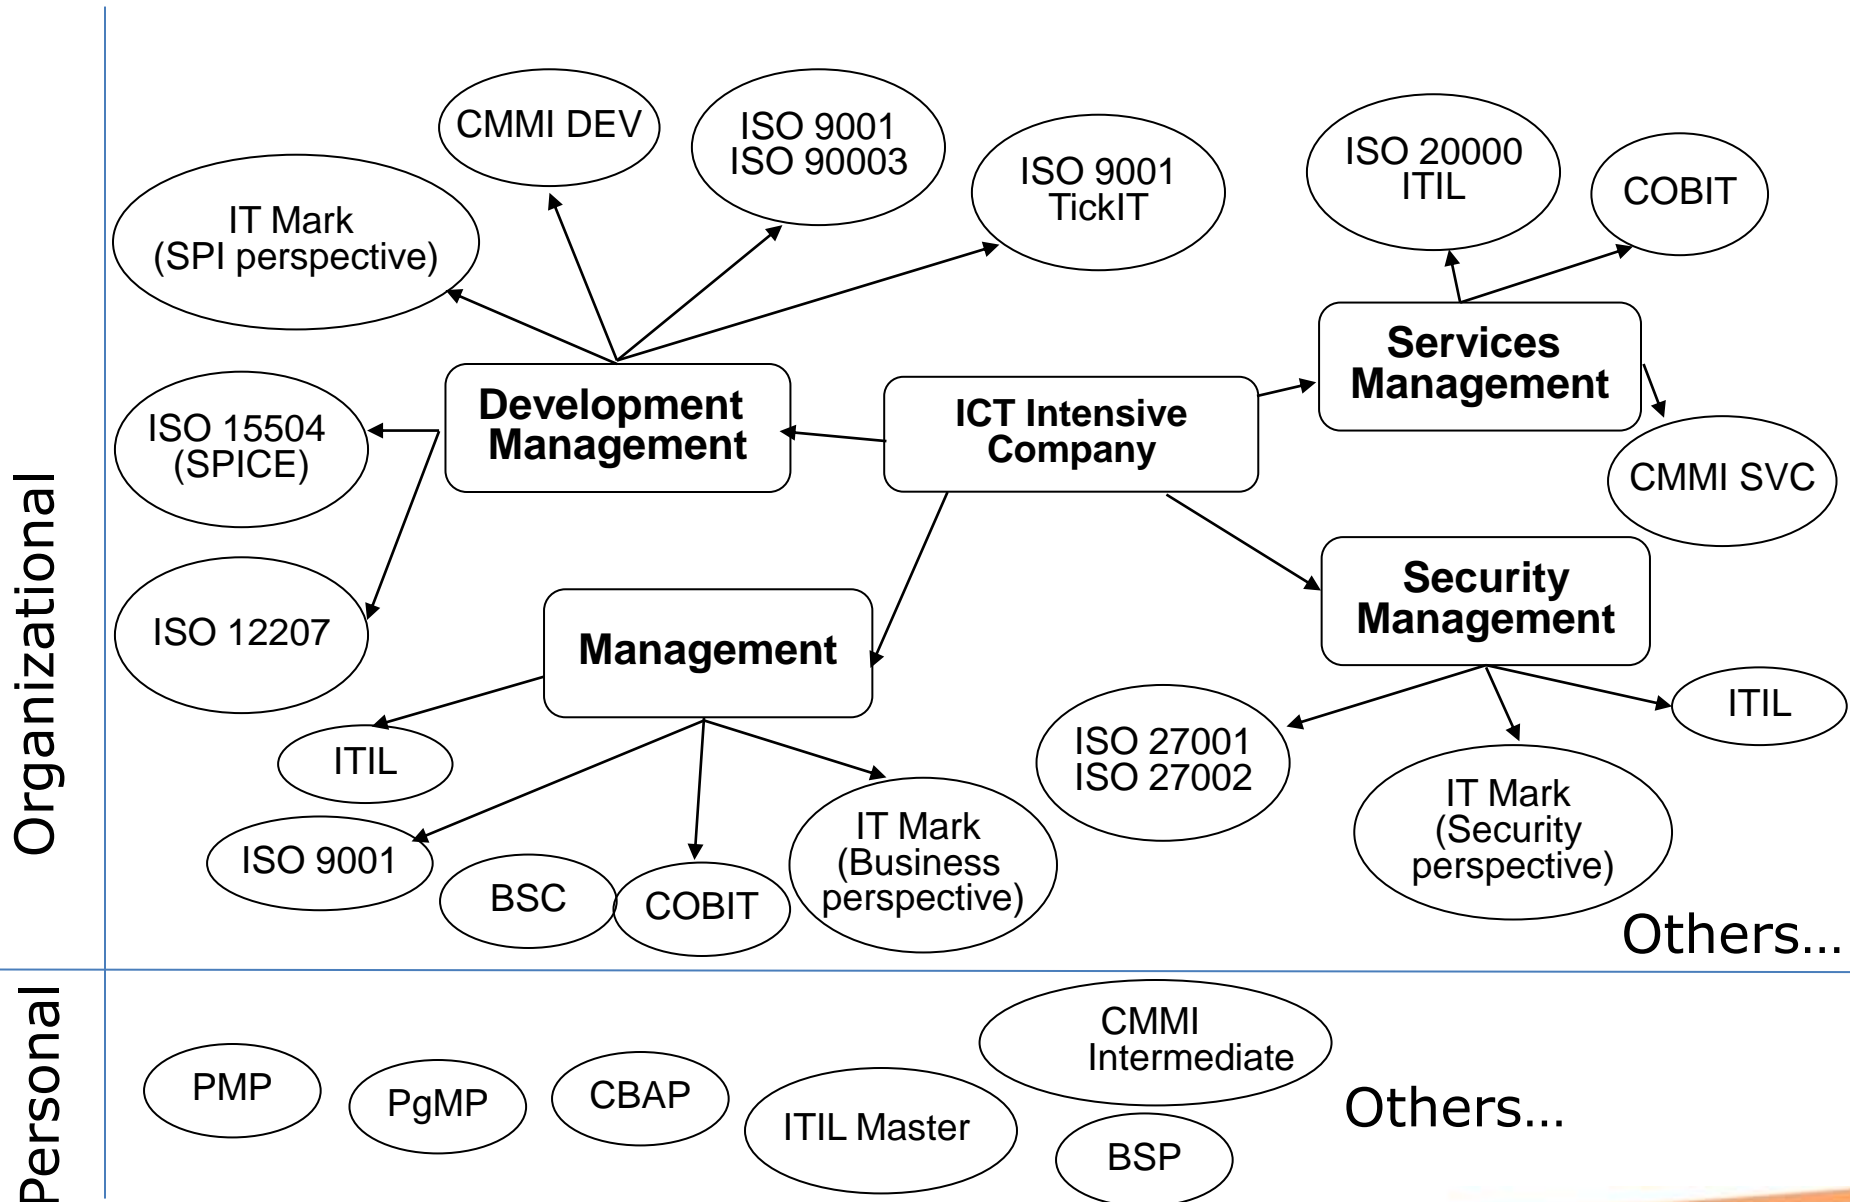 Organizational
CMMI DEV
ISO 9001
ISO 90003
ISO 9001
TickIT
ISO 20000
ITIL
COBIT
IT Mark
(SPI perspective)
Services
Management
Development
Management
ICT Intensive
Company
ISO 15504
(SPICE)
CMMI SVC
Security
Management
ISO 12207
Management
ITIL
ITIL
ISO 27001
ISO 27002
IT Mark
(Security
perspective)
IT Mark
(Business
perspective)
ISO 9001
BSC
COBIT
Others...
Personal
CMMI
Intermediate
PMP
PgMP
CBAP
ITIL Master
BSP
Others...